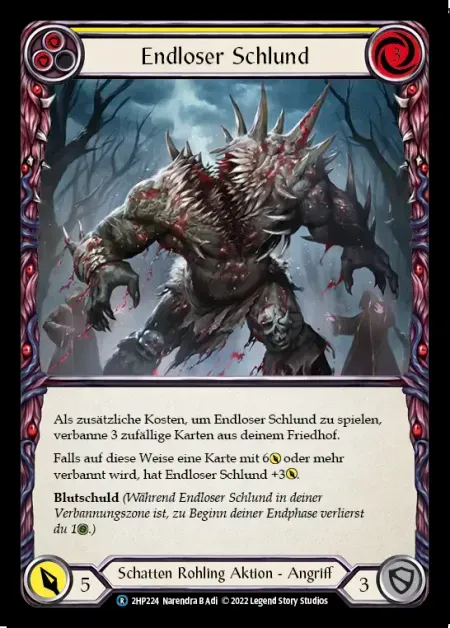 Endloser Schlund
3
Als zusätzliche Kosten, um Endloser Schlund zu spielen,
verbanne 3 zufällige Karten aus deinem Friedhof.
Falls auf diese Weise eine Karte mit 6 oder mehr
verbannt wird, hat Endloser Schlund +3.
Blutschuld (Während Endloser Schlund in deiner
Verbannungszone ist, zu Beginn deiner Endphase verlierst
du 1.)
5
Schatten Rohling Aktion - Angriff
3
R 2HP224 Narendra B Adi © 2022 Legend Story Studios